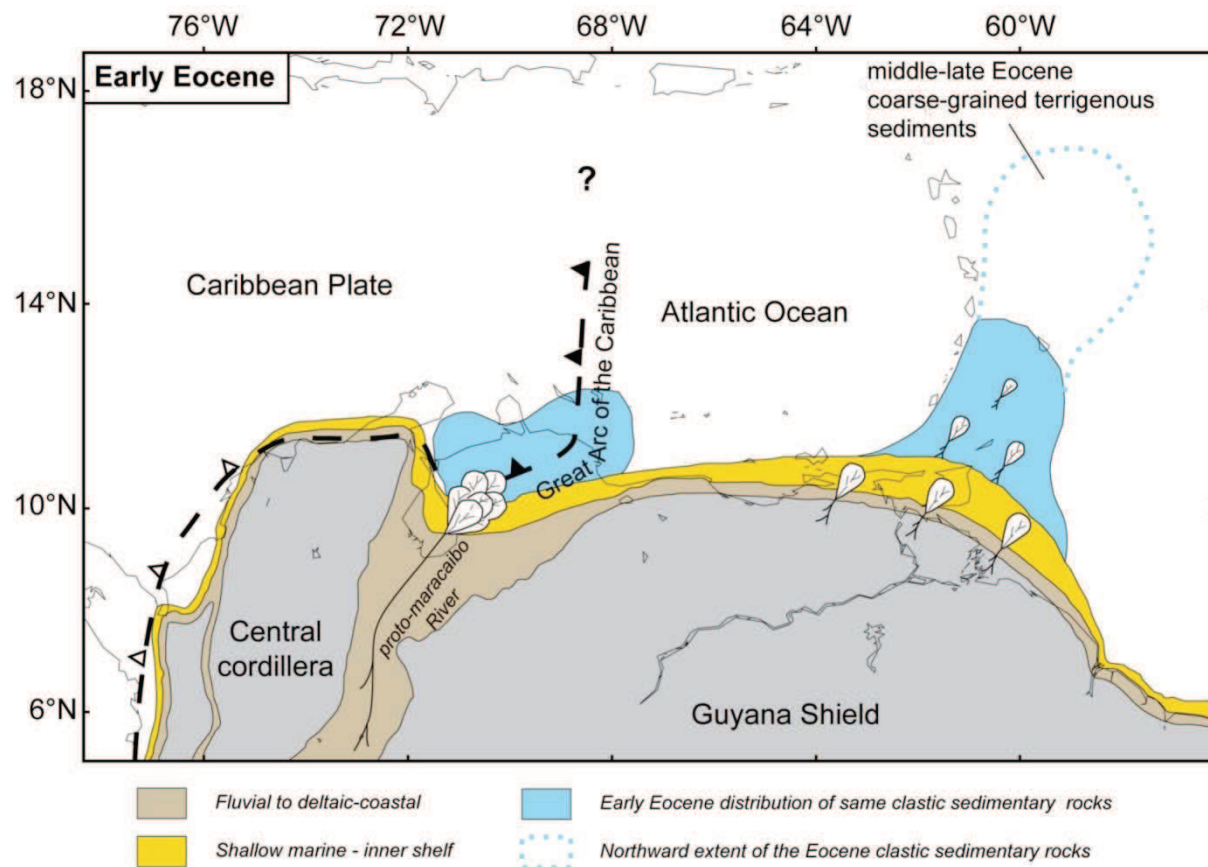 76°W 72°W 68°W 64°W 60°W
Early Eocene
middle-late Eocene
coarse-grained terrigenous
sediments
18°N
?
Caribbean Plate
14°N
Atlantic Ocean
Great Arc of the Caribbean
10°N
proto-maracaibo
River
Central
cordillera
6°N
Guyana Shield
Fluvial to deltaic-coastal
Early Eocene distribution of same clastic sedimentary rocks
Shallow marine - inner shelf
Northward extent of the Eocene clastic sedimentary rocks